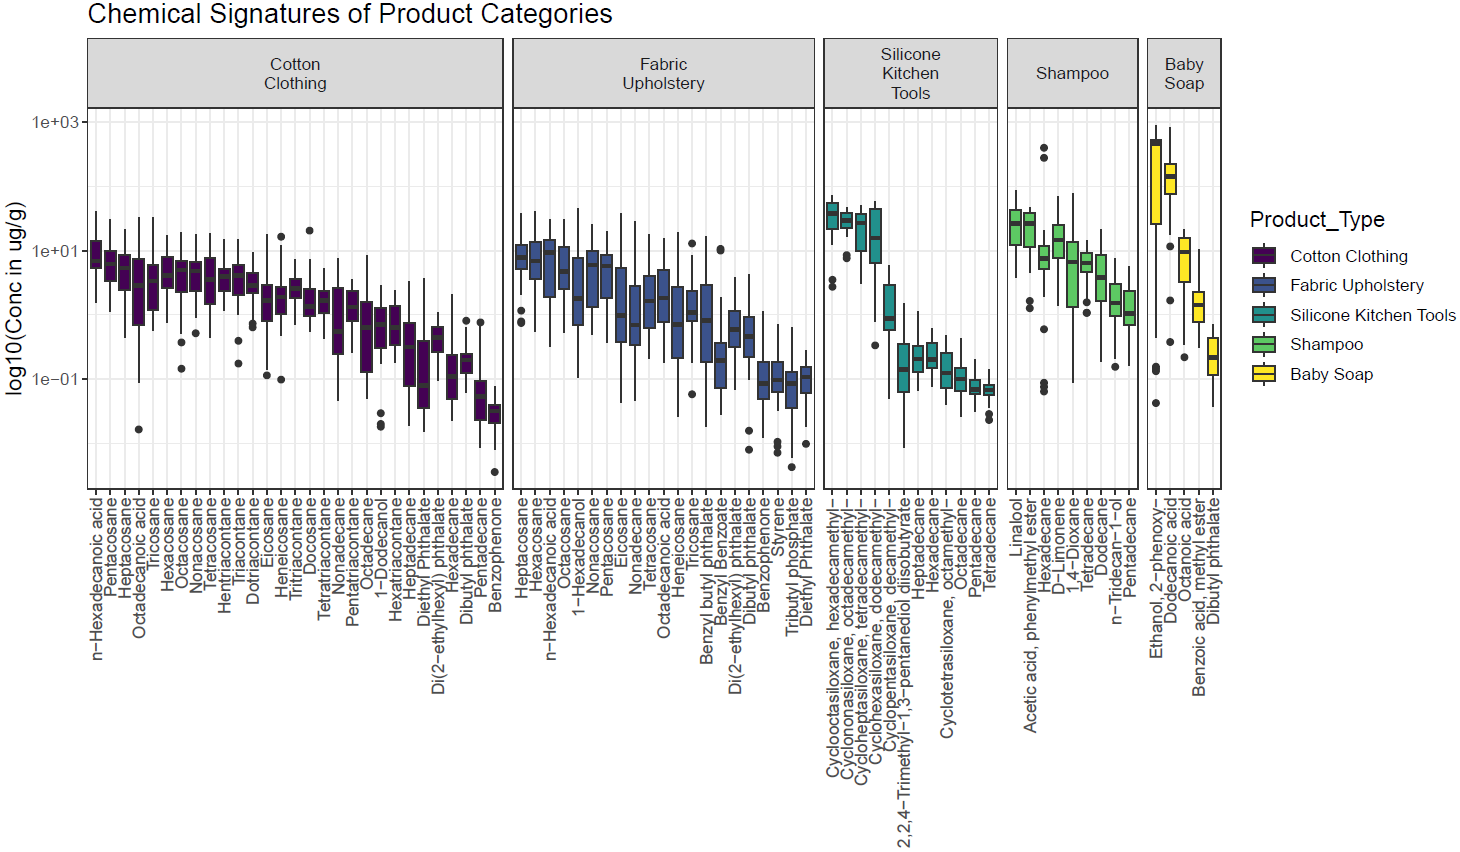 Chemical Signatures of Product Categories
Cotton
Clothing
Fabric
Upholstery
Silicone
Kitchen
Tools
Shampoo
Baby
Soap
log10(Conc in ug/g)
1e+03
1e+01
1e−01
n−Hexadecanoic acid
Pentacosane
Heptacosane
Octadecanoic acid
Tricosane
Hexacosane
Octacosane
Nonacosane
Tetracosane
Hentriacontane
Triacontane
Dotriacontane
Eicosane
Heneicosane
Tritriacontane
Docosane
Tetratriacontane
Nonadecane
Pentatriacontane
Octadecane
1−Dodecanol
Hexatriacontane
Heptadecane
Diethyl Phthalate
Di(2−ethylhexyl) phthalate
Hexadecane
Dibutyl phthalate
Pentadecane
Benzophenone
Heptacosane
Hexacosane
n−Hexadecanoic acid
Octacosane
1−Hexadecanol
Nonacosane
Pentacosane
Eicosane
Nonadecane
Tetracosane
Octadecanoic acid
Heneicosane
Tricosane
Benzyl butyl phthalate
Benzyl Benzoate
Di(2−ethylhexyl) phthalate
Dibutyl phthalate
Benzophenone
Styrene
Tributyl phosphate
Diethyl Phthalate
Cyclooctasiloxane, hexadecamethyl−
Cyclononasiloxane, octadecamethyl−
Cycloheptasiloxane, tetradecamethyl−
Cyclohexasiloxane, dodecamethyl−
Cyclopentasiloxane, decamethyl−
2,2,4−Trimethyl−1,3−pentanediol diisobutyrate
Heptadecane
Hexadecane
Cyclotetrasiloxane, octamethyl−
Octadecane
Pentadecane
Tetradecane
Linalool
Acetic acid, phenylmethyl ester
Hexadecane
D−Limonene
1,4−Dioxane
Tetradecane
Dodecane
n−Tridecan−1−ol
Pentadecane
Ethanol, 2−phenoxy−
Dodecanoic acid
Octanoic acid
Benzoic acid, methyl ester
Dibutyl phthalate
Product_Type
Cotton Clothing
Fabric Upholstery
Silicone Kitchen Tools
Shampoo
Baby Soap